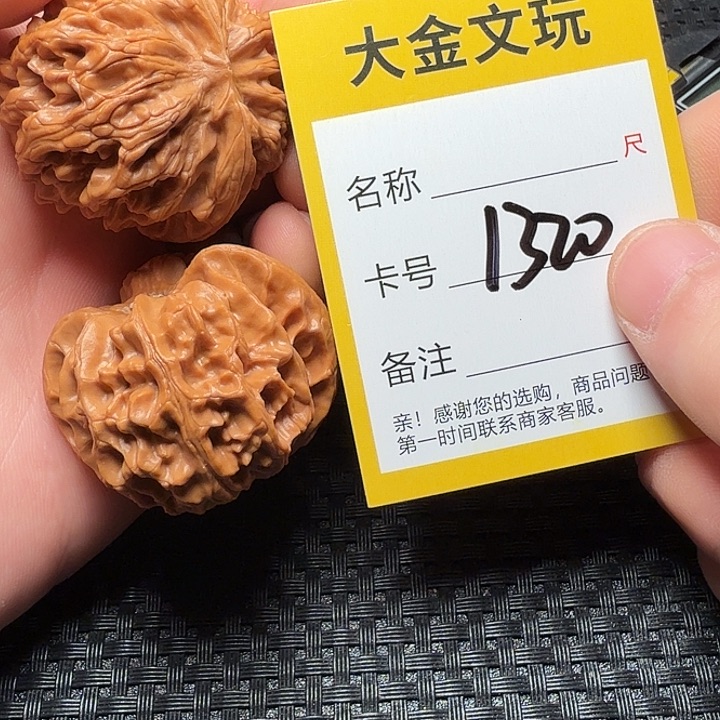 大金文玩
名称 尺
卡号 1320
备注
亲！感谢您的选购，商品问题
第一时间联系商家客服。